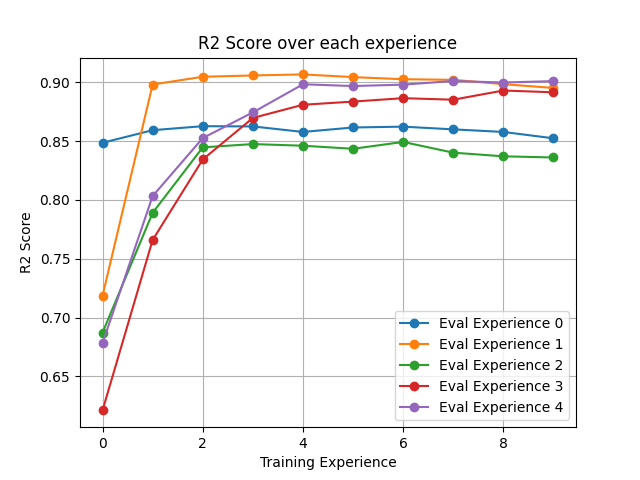 R2 Score over each experience
R2 Score
0.90
0.85
0.80
0.75
0.70
0.65
0 2 4 6 8
Training Experience
Eval Experience 0
Eval Experience 1
Eval Experience 2
Eval Experience 3
Eval Experience 4